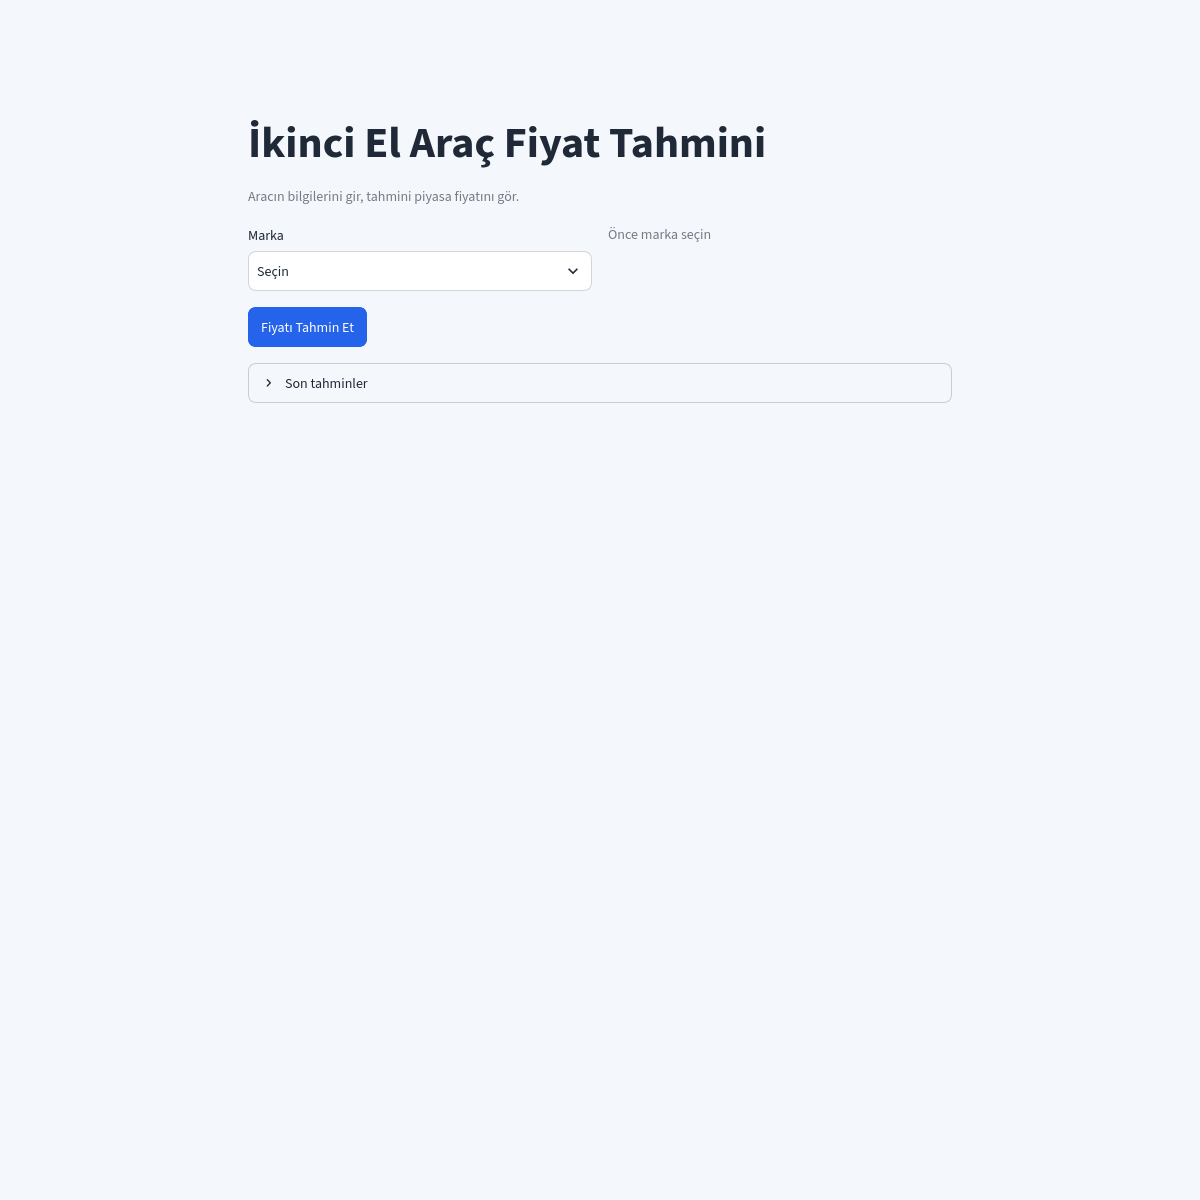 İkinci El Araç Fiyat Tahmini
Aracın bilgilerini gir, tahmini piyasa fiyatını gör.
Marka
Seçin
Önce marka seçin
Fiyatı Tahmin Et
Son tahminler